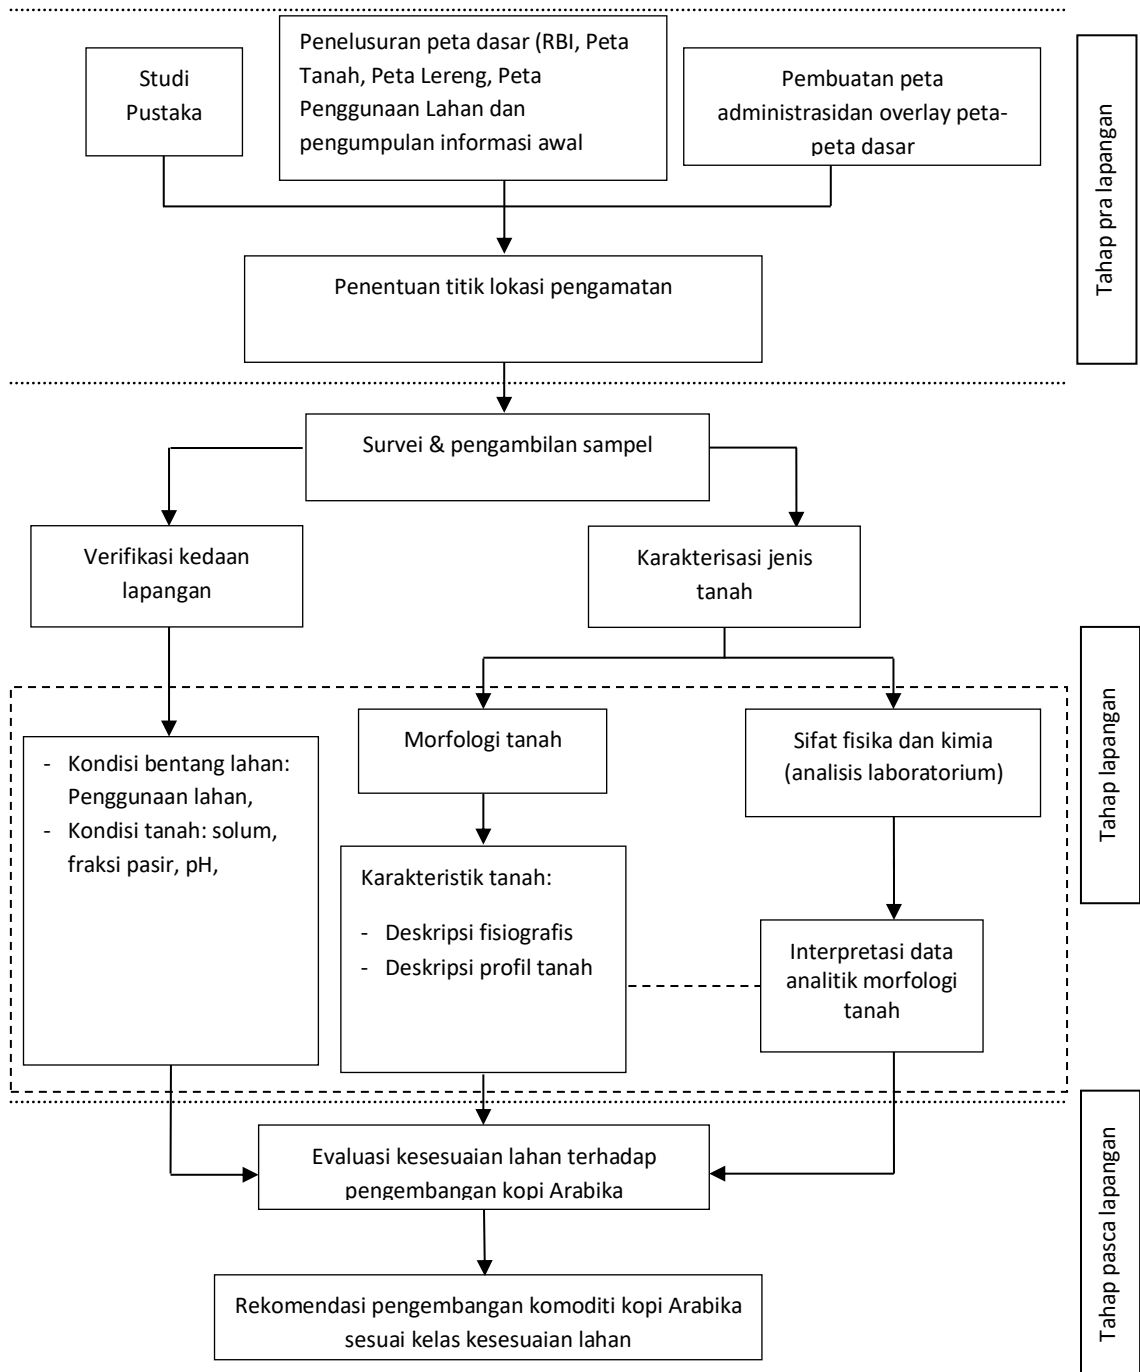 Studi
Pustaka
Penelusuran peta dasar (RBI, Peta
Tanah, Peta Lereng, Peta
Penggunaan Lahan dan
pengumpulan informasi awal
Pembuatan peta
administrasidan overlay peta-
peta dasar
Tahap pra lapangan
Penentuan titik lokasi pengamatan
Survei & pengambilan sampel
Verifikasi kedaan
lapangan
Karakterisasi jenis
tanah
Tahap lapangan
- Kondisi bentang lahan:
Penggunaan lahan,
- Kondisi tanah: solum,
fraksi pasir, pH,
Morfologi tanah
Sifat fisika dan kimia
(analisis laboratorium)
Karakteristik tanah:
- Deskripsi fisiografis
- Deskripsi profil tanah
Interpretasi data
analitik morfologi
tanah
Evaluasi kesesuaian lahan terhadap
pengembangan kopi Arabika
Tahap pasca lapangan
Rekomendasi pengembangan komoditi kopi Arabika
sesuai kelas kesesuaian lahan